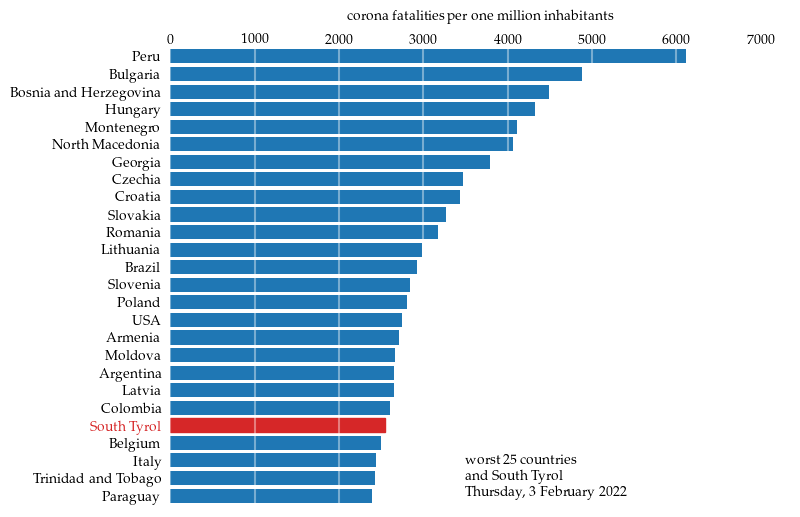 corona fatalities per one million inhabitants
0 1000 2000 3000 4000 5000 6000 7000
Peru
Bulgaria
Bosnia and Herzegovina
Hungary
Montenegro
North Macedonia
Georgia
Czechia
Croatia
Slovakia
Romania
Lithuania
Brazil
Slovenia
Poland
USA
Armenia
Moldova
Argentina
Latvia
Colombia
South Tyrol
Belgium
Italy
Trinidad and Tobago
Paraguay
worst 25 countries
and South Tyrol
Thursday, 3 February 2022